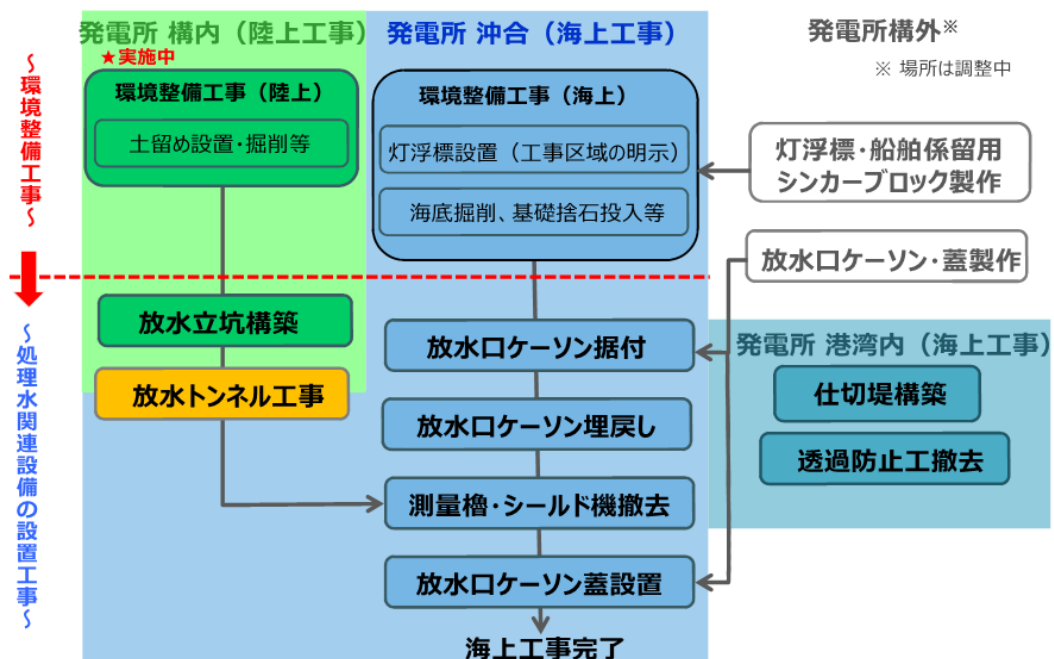 発電所 構内（陸上工事）
★実施中
環境整備工事（陸上）
土留め設置・掘削等
放水立坑構築
放水トンネル工事
発電所 沖合（海上工事）
環境整備工事（海上）
灯浮標設置（工事区域の明示）
海底掘削、基礎捨石投入等
放水口ケーソン据付
放水口ケーソン埋戻し
測量櫓・シールド機撤去
放水口ケーソン蓋設置
海上工事完了
発電所構外※
※ 場所は調整中
灯浮標・船舶係留用
シンカーブロック製作
放水口ケーソン・蓋製作
発電所 港湾内（海上工事）
仕切堤構築
透過防止工撤去
～環境整備工事～
～処理水関連設備の設置工事～